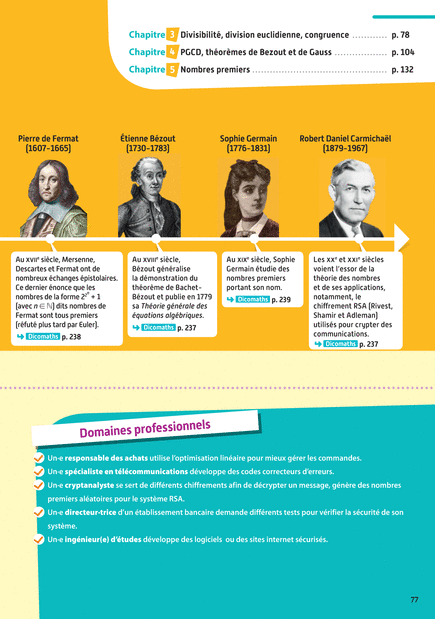 Chapitre 3 Divisibilité, division euclidienne, congruence ............ p. 78
Chapitre 4 PGCD, théorèmes de Bezout et de Gauss ................. p. 104
Chapitre 5 Nombres premiers ........................................... p. 132
Pierre de Fermat
(1607-1665)
Au XVIIe siècle, Mersenne,
Descartes et Fermat ont de
nombreux échanges épistolaires.
Ce dernier énonce que les
nombres de la forme 2^2^n + 1
(avec n ∈ ℕ) dits nombres de
Fermat sont tous premiers
(réfuté plus tard par Euler).
Dicomaths p. 238
Étienne Bézout
(1730-1783)
Au XVIIIe siècle,
Bézout généralise
la démonstration du
théorème de Bachet-
Bézout et publie en 1779
sa Théorie générale des
équations algébriques.
Dicomaths p. 237
Sophie Germain
(1776-1831)
Au XIXe siècle, Sophie
Germain étudie des
nombres premiers
portant son nom.
Dicomaths p. 239
Robert Daniel Carmichaël
(1879-1967)
Les XXe et XXIe siècles
voient l'essor de la
théorie des nombres
et de ses applications,
notamment, le
chiffrement RSA (Rivest,
Shamir et Adleman)
utilisés pour crypter des
communications.
Dicomaths p. 237
Domaines professionnels
Un·e responsable des achats utilise l'optimisation linéaire pour mieux gérer les commandes.
Un·e spécialiste en télécommunications développe des codes correcteurs d'erreurs.
Un·e cryptanalyste se sert de différents chiffrements afin de décrypter un message, génère des nombres
premiers aléatoires pour le système RSA.
Un·e directeur·trice d'un établissement bancaire demande différents tests pour vérifier la sécurité de son
système.
Un·e ingénieur(e) d'études développe des logiciels ou des sites internet sécurisés.
77